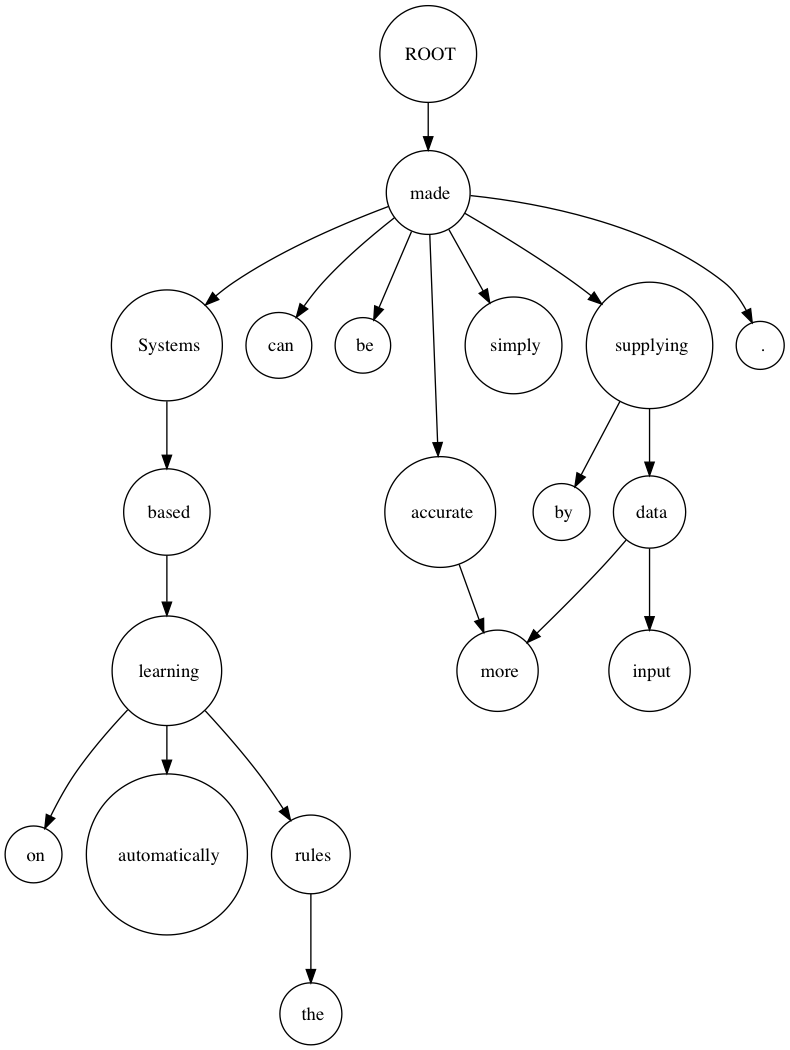 ROOT
made
Systems can be simply supplying .
based accurate by data
learning more input
on automatically rules
the